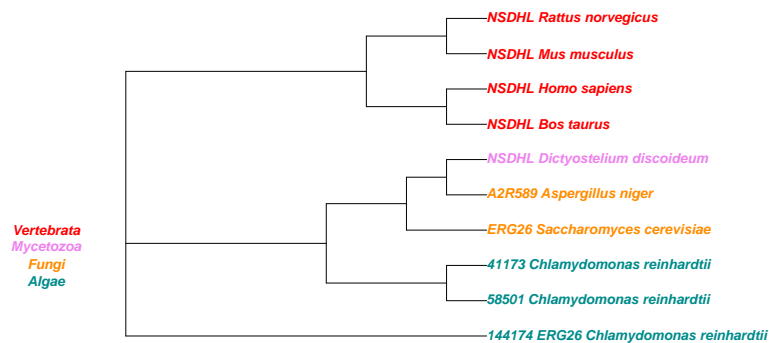 NSDHL Rattus norvegicus
NSDHL Mus musculus
NSDHL Homo sapiens
NSDHL Bos taurus
NSDHL Dictyostelium discoideum
A2R589 Aspergillus niger
ERG26 Saccharomyces cerevisiae
41173 Chlamydomonas reinhardtii
58501 Chlamydomonas reinhardtii
144174 ERG26 Chlamydomonas reinhardtii
Vertebrata
Mycetozoa
Fungi
Algae